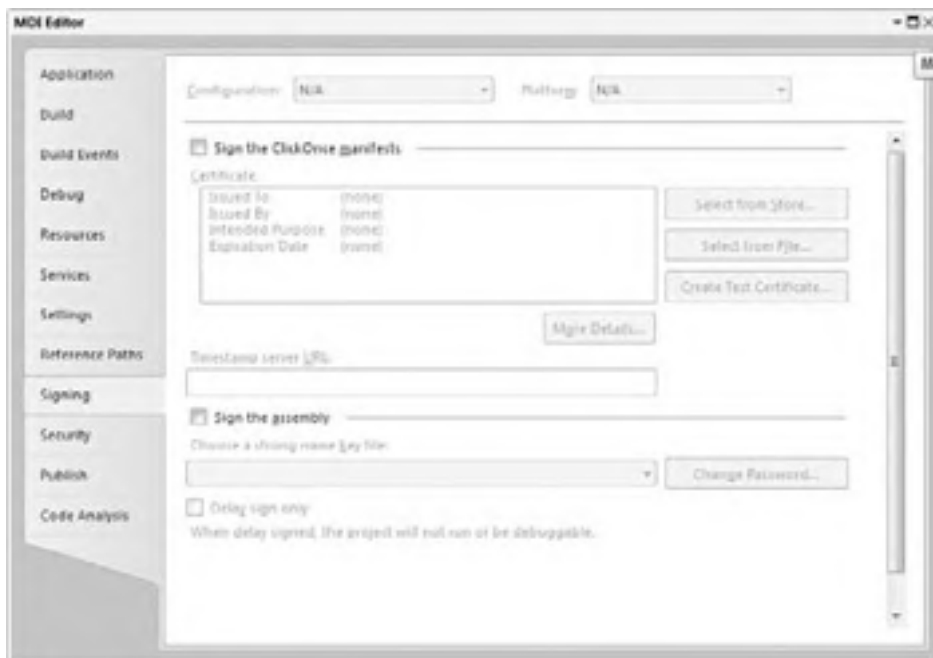 MDI Editor
M
Application
Build
Build Events
Debug
Resources
Services
Settings
Reference Paths
Signing
Security
Publish
Code Analysis
Configuration: N/A Platform: N/A
Sign the ClickOnce manifests
Certificate:
Issued To (none)
Issued By (none)
Intended Purpose (none)
Expiration Date (none)
Select from Store...
Select from File...
Create Test Certificate...
More Details...
Timestamp server URL:
Sign the assembly
Choose a strong name key file:
Change Password...
Delay sign only
When delay signed, the project will not run or be debuggable.